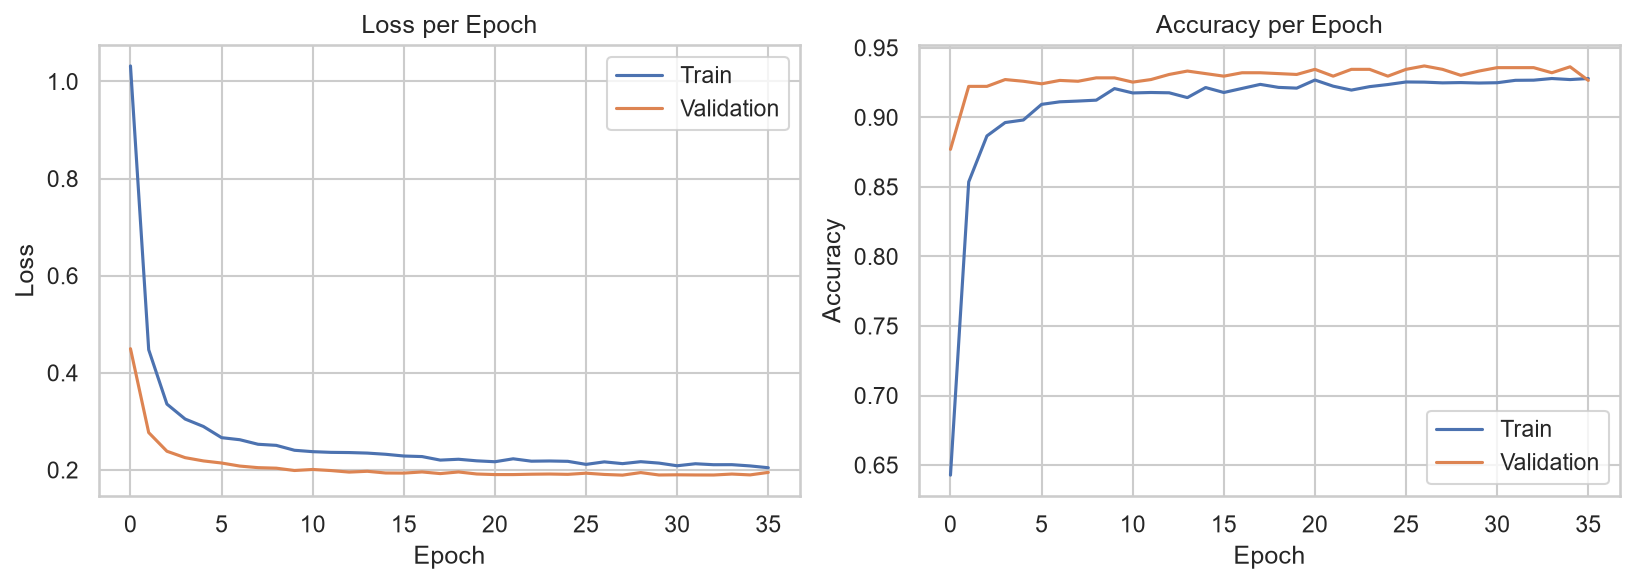 Loss per Epoch
1.0
0.8
0.6
0.4
0.2
Loss
0 5 10 15 20 25 30 35
Epoch
Train
Validation
Accuracy per Epoch
0.95
0.90
0.85
0.80
0.75
0.70
0.65
Accuracy
0 5 10 15 20 25 30 35
Epoch
Train
Validation